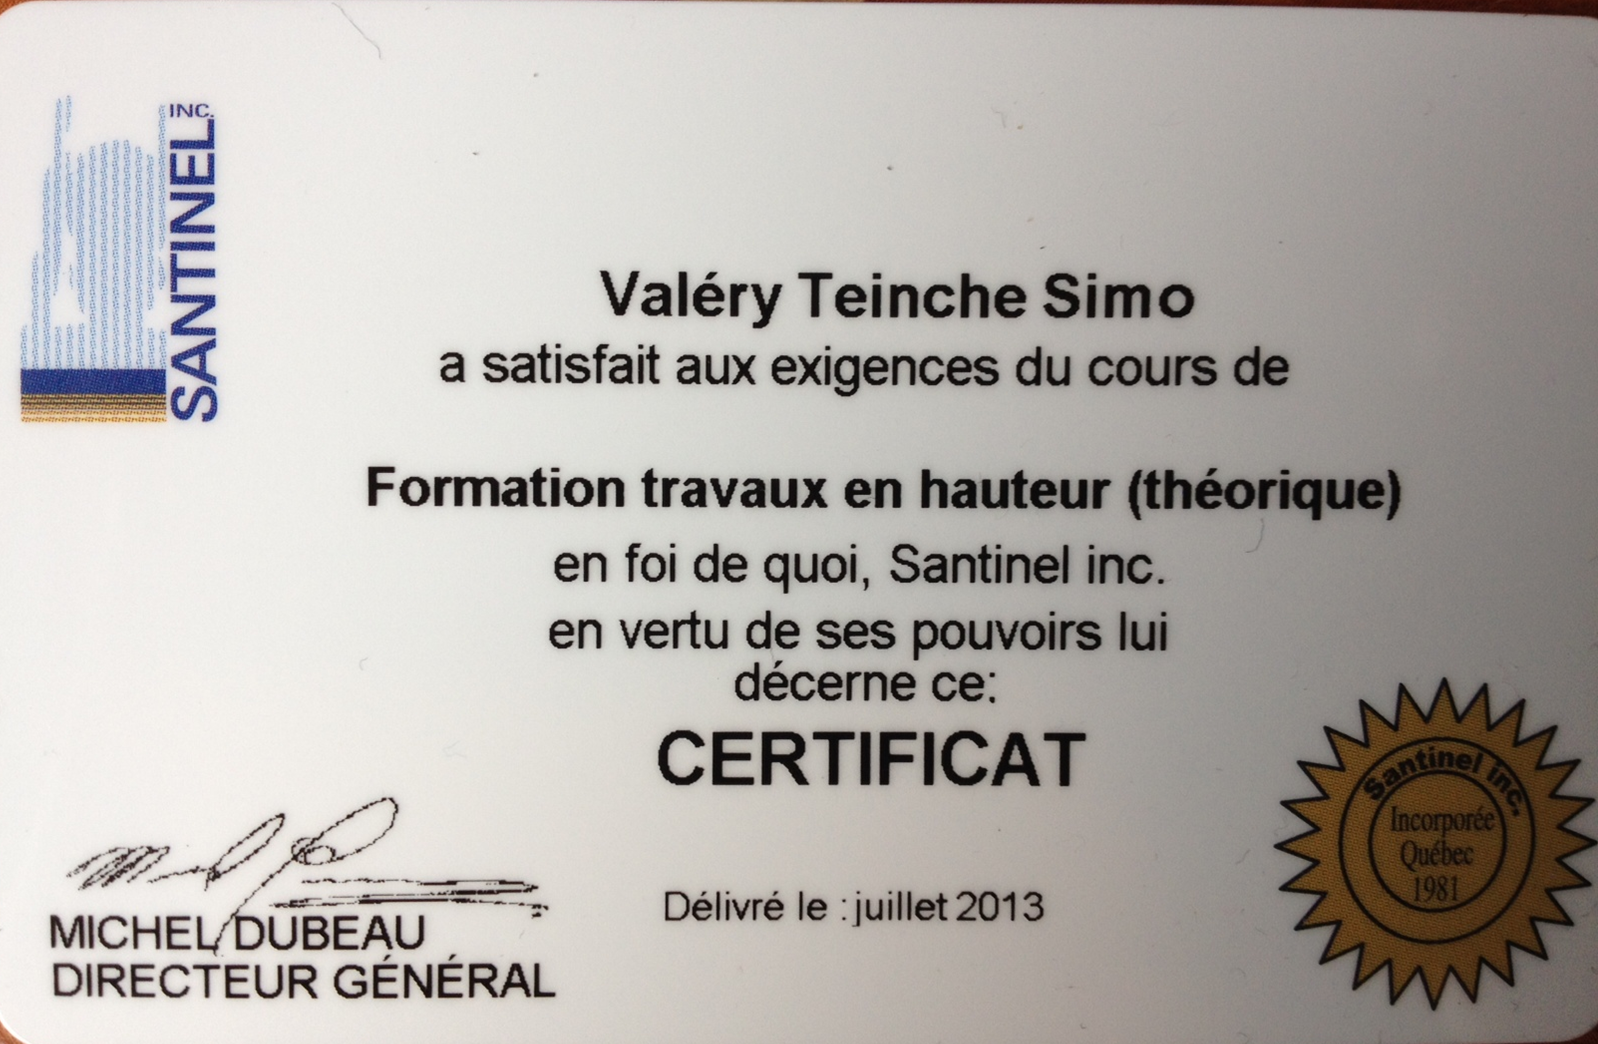 SANTINEL INC.
Valéry Teinche Simo
a satisfait aux exigences du cours de
Formation travaux en hauteur (théorique)
en foi de quoi, Santinel inc.
en vertu de ses pouvoirs lui
décerne ce:
CERTIFICAT
Délivré le : juillet 2013
MICHEL DUBEAU
DIRECTEUR GÉNÉRAL
Santinel inc.
Incorporée
Québec
1981